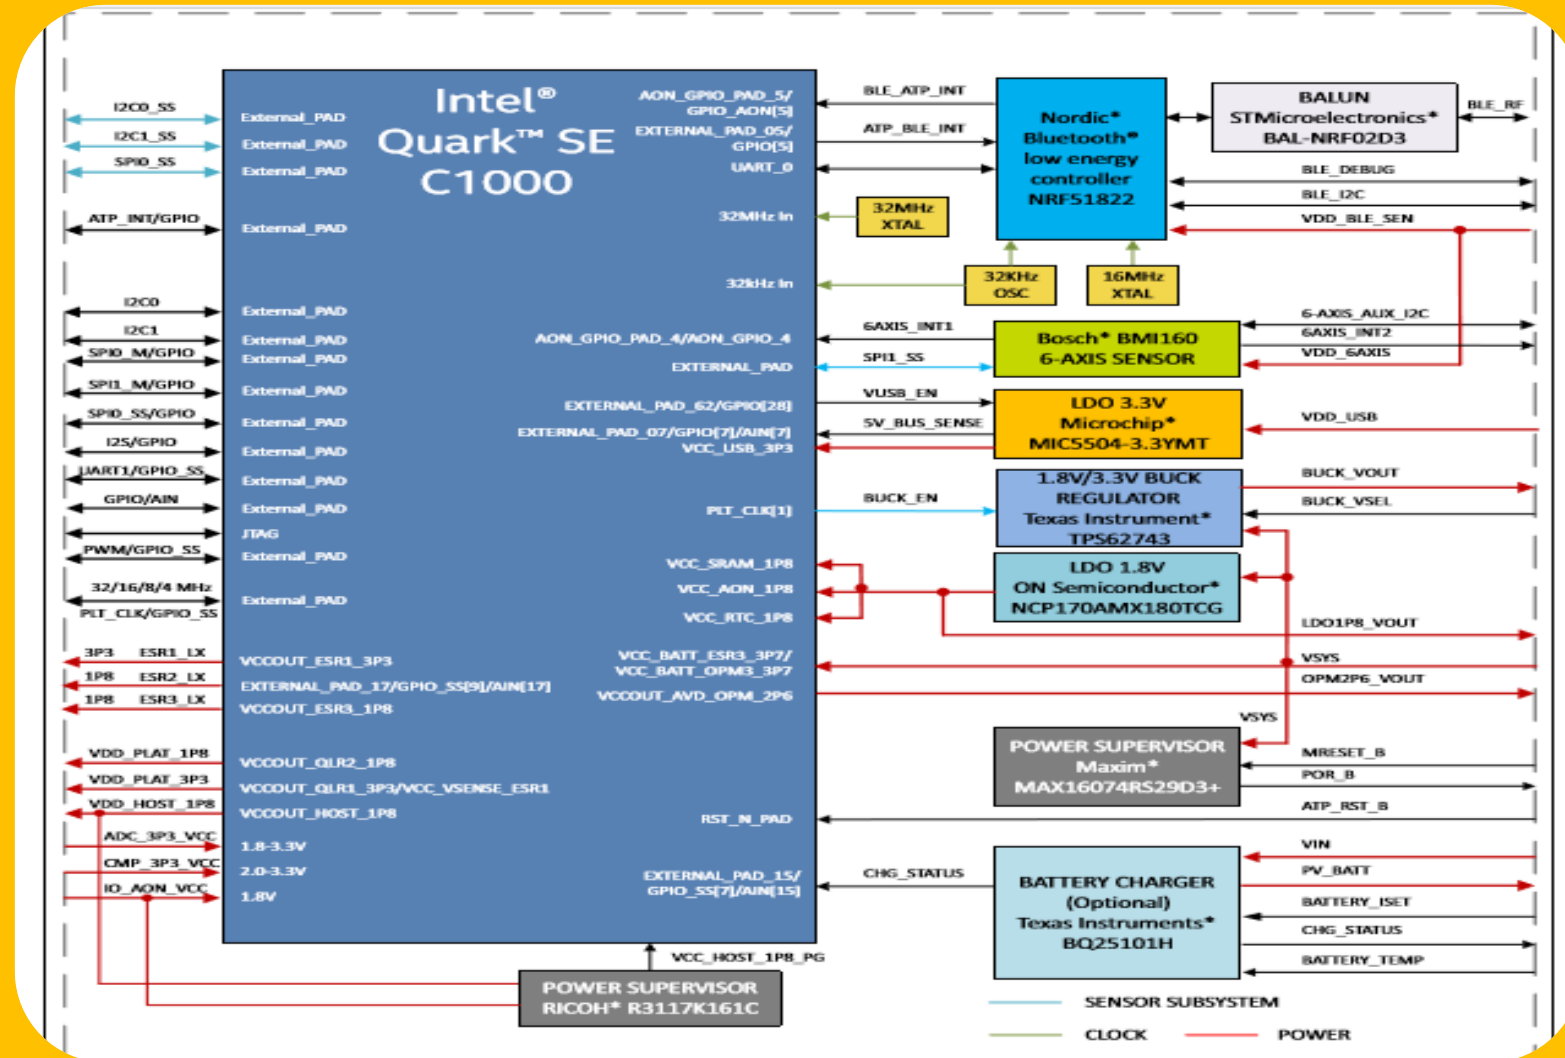 I2C0_SS
I2C1_SS
SPI0_SS
ATP_INT/GPIO
I2C0
I2C1
SPI0_M/GPIO
SPI1_M/GPIO
SPI0_SS/GPIO
I2S/GPIO
UART1/GPIO_SS
GPIO/AIN
PWM/GPIO_SS
32/16/8/4 MHz
PLT_CLK/GPIO_SS
3P3 ESR1_LX
1P8 ESR2_LX
1P8 ESR3_LX
VDD_PLAT_1P8
VDD_PLAT_3P3
VDD_HOST_1P8
ADC_3P3_VCC
CMP_3P3_VCC
IO_AON_VCC
Intel®
Quark™ SE
C1000
External_PAD
External_PAD
External_PAD
External_PAD
External_PAD
External_PAD
External_PAD
External_PAD
External_PAD
External_PAD
External_PAD
External_PAD
JTAG
External_PAD
External_PAD
VCCOUT_ESR1_3P3
EXTERNAL_PAD_17/GPIO_SS[9]/AIN[17]
VCCOUT_ESR3_1P8
VCCOUT_QLR2_1P8
VCCOUT_QLR1_3P3/VCC_VSENSE_ESR1
VCCOUT_HOST_1P8
1.8-3.3V
2.0-3.3V
1.8V
AON_GPIO_PAD_5/
GPIO_AON[5]
EXTERNAL_PAD_05/
GPIO[5]
UART_0
32MHz In
32kHz In
AON_GPIO_PAD_4/AON_GPIO_4
EXTERNAL_PAD
EXTERNAL_PAD_62/GPIO[28]
EXTERNAL_PAD_07/GPIO[7]/AIN[7]
VCC_USB_3P3
PLT_CLK[1]
VCC_SRAM_1P8
VCC_AON_1P8
VCC_RTC_1P8
VCC_BATT_ESR3_3P7/
VCC_BATT_OPM3_3P7
VCCOUT_AVD_OPM_2P6
RST_N_PAD
EXTERNAL_PAD_15/
GPIO_SS[7]/AIN[15]
BLE_ATP_INT
ATP_BLE_INT
32MHz
XTAL
32KHz
OSC
16MHz
XTAL
6AXIS_INT1
SPI1_SS
VUSB_EN
5V_BUS_SENSE
BUCK_EN
CHG_STATUS
VCC_HOST_1P8_PG
POWER SUPERVISOR
RICOH* R3117K161C
Nordic*
Bluetooth*
low energy
controller
NRF51822
BALUN
STMicroelectronics*
BAL-NRF02D3
BLE_RF
BLE_DEBUG
BLE_I2C
VDD_BLE_SEN
Bosch* BMI160
6-AXIS SENSOR
6-AXIS_AUX_I2C
6AXIS_INT2
VDD_6AXIS
LDO 3.3V
Microchip*
MIC5504-3.3YMT
VDD_USB
1.8V/3.3V BUCK
REGULATOR
Texas Instrument*
TPS62743
BUCK_VOUT
BUCK_VSEL
LDO 1.8V
ON Semiconductor*
NCP170AMX180TCG
LDO1P8_VOUT
VSYS
OPM2P6_VOUT
VSYS
POWER SUPERVISOR
Maxim*
MAX16074RS29D3+
MRESET_B
POR_B
ATP_RST_B
BATTERY CHARGER
(Optional)
Texas Instruments*
BQ25101H
VIN
PV_BATT
BATTERY_ISET
CHG_STATUS
BATTERY_TEMP
SENSOR SUBSYSTEM
CLOCK
POWER